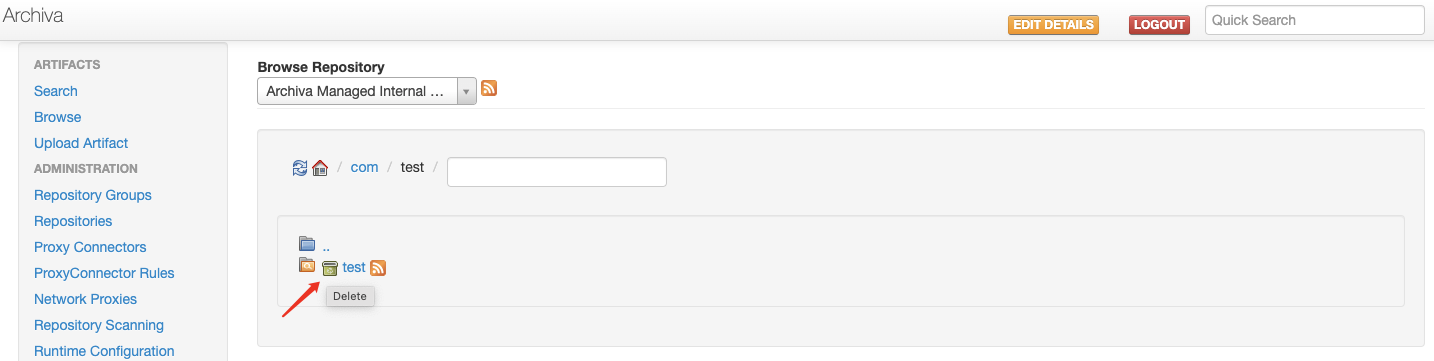 Archiva
EDIT DETAILS
LOGOUT
Quick Search
ARTIFACTS
Search
Browse
Upload Artifact
ADMINISTRATION
Repository Groups
Repositories
Proxy Connectors
ProxyConnector Rules
Network Proxies
Repository Scanning
Runtime Configuration
Browse Repository
Archiva Managed Internal ...
/ com / test /
..
test
Delete